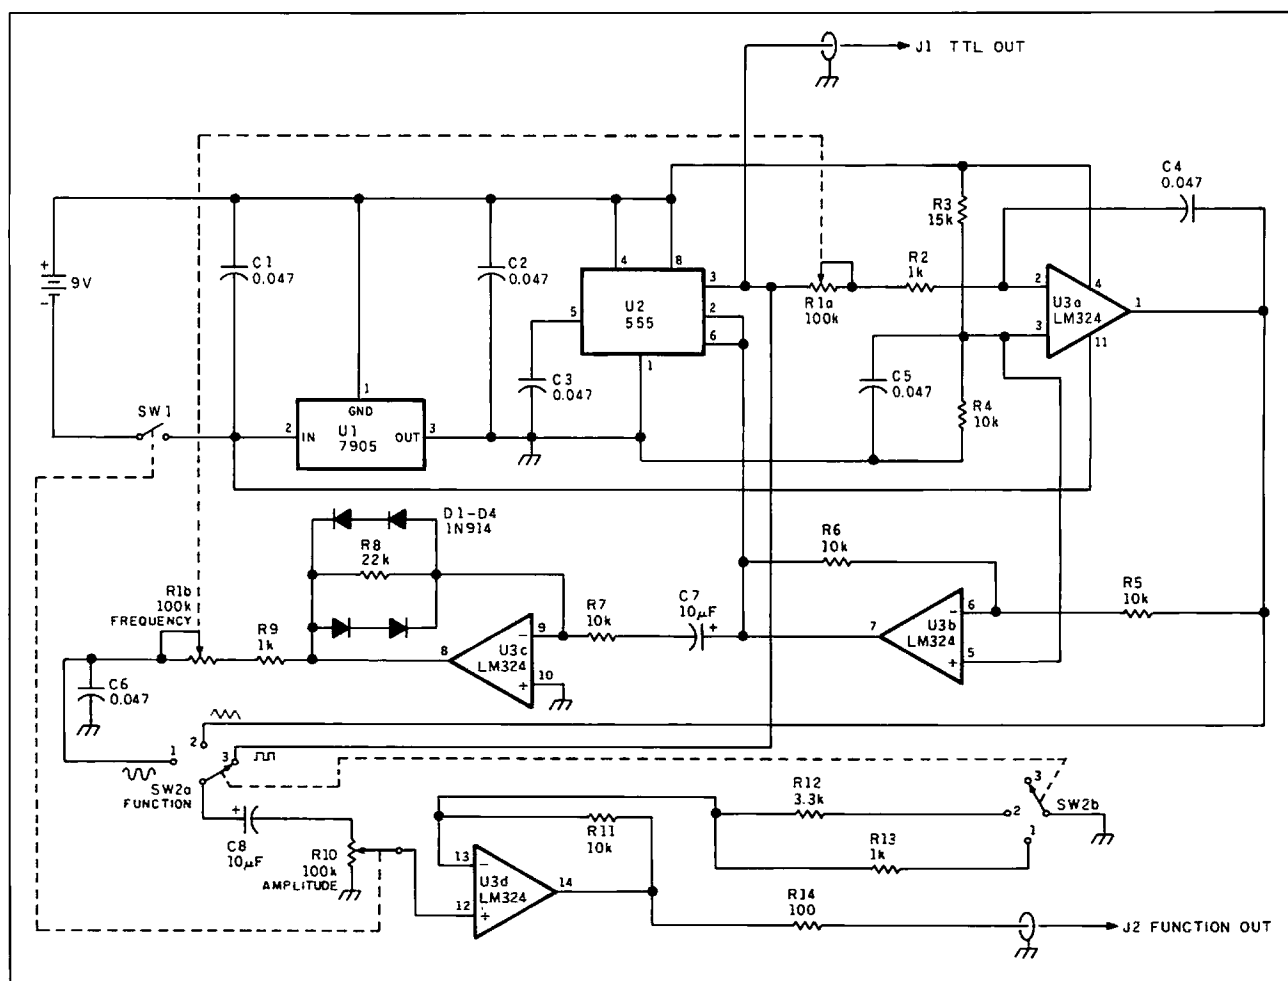 J1 TTL OUT
C4
0.047
R3
15k
+
9V
-
C1
0.047
C2
0.047
4
8
3
U2
555
5
2
6
1
R1a
100k
R2
1k
2
4
U3a
LM324
1
3
11
C3
0.047
C5
0.047
R4
10k
SW1
1
GND
2
IN
U1
7905
OUT
3
D1-D4
1N914
R8
22k
R6
10k
R5
10k
R1b
100k
FREQUENCY
R9
1k
8
-
9
U3c
LM324
+
10
R7
10k
C7
10µF
+
7
-
6
U3b
LM324
+
5
C6
0.047
2
1
3
SW2a
FUNCTION
+
C8
10µF
R10
100k
AMPLITUDE
R11
10k
13
-
U3d
LM324
14
12
+
R12
3.3k
R13
1k
3
2
SW2b
1
R14
100
J2 FUNCTION OUT